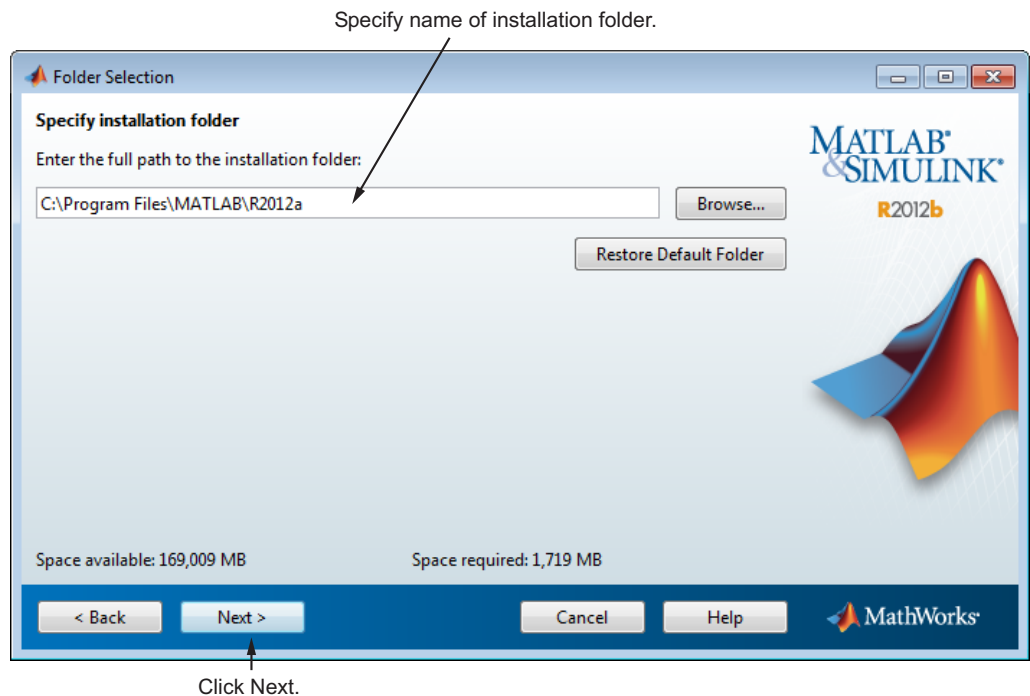 Specify name of installation folder.
Folder Selection
Specify installation folder
Enter the full path to the installation folder:
C:\Program Files\MATLAB\R2012a
Browse...
Restore Default Folder
MATLAB®
&SIMULINK®
R2012b
Space available: 169,009 MB
Space required: 1,719 MB
< Back
Next >
Cancel
Help
MathWorks®
Click Next.